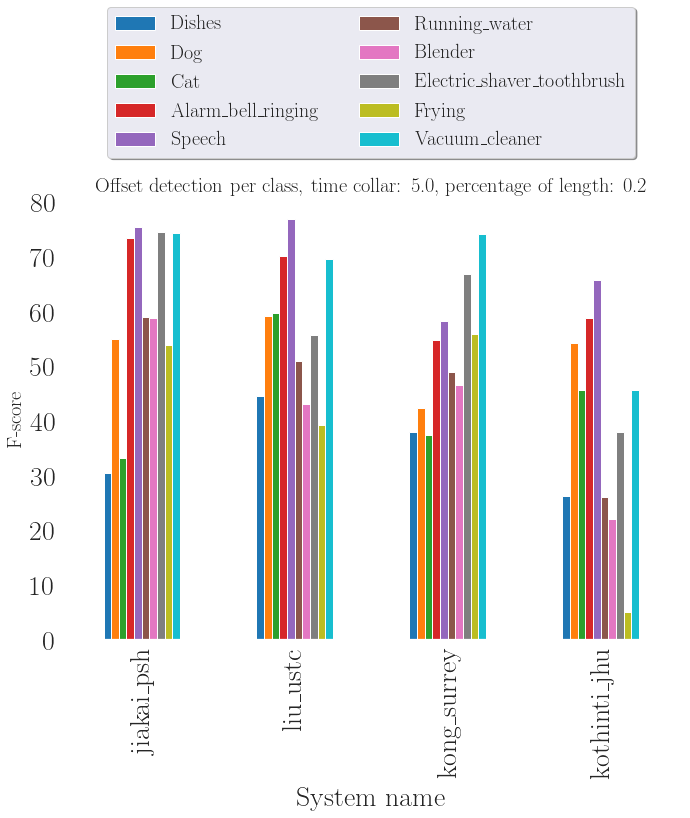 Dishes
Dog
Cat
Alarm_bell_ringing
Speech
Running_water
Blender
Electric_shaver_toothbrush
Frying
Vacuum_cleaner
Offset detection per class, time collar: 5.0, percentage of length: 0.2
80
70
60
50
40
30
20
10
0
F-score
jiakai_psh
liu_ustc
kong_surrey
kothinti_jhu
System name